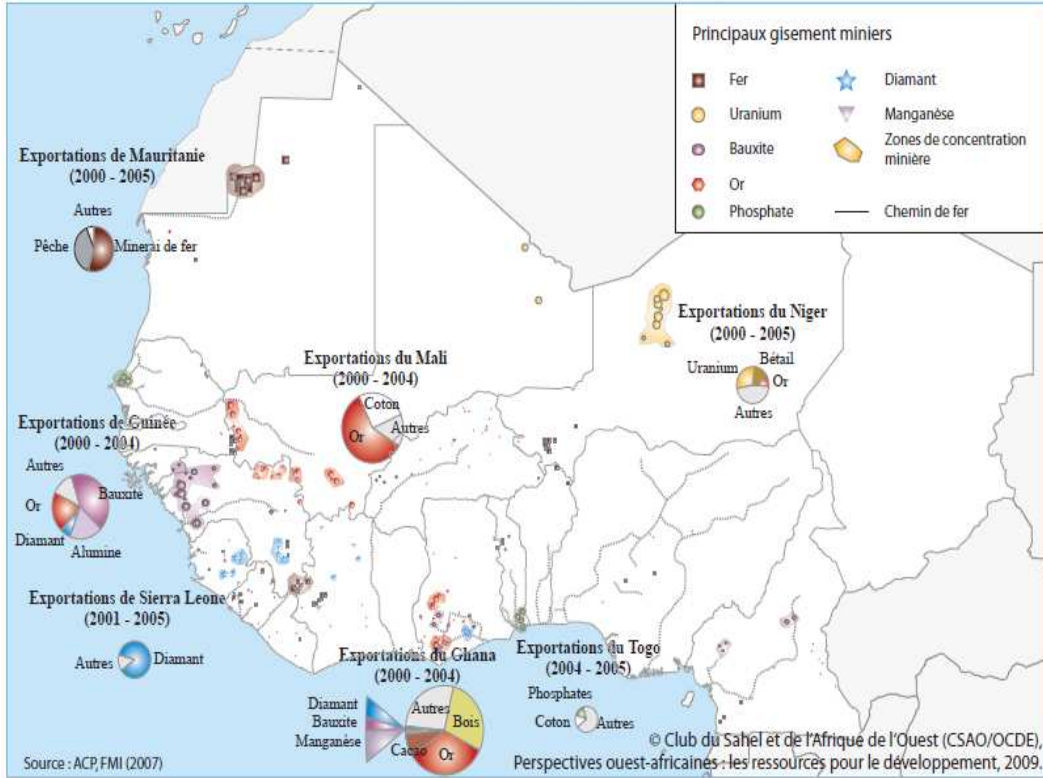 Principaux gisement miniers
Fer
Uranium
Bauxite
Or
Phosphate
Diamant
Manganèse
Zones de concentration
minière
Chemin de fer
Exportations de Mauritanie
(2000 - 2005)
Autres
Pêche
Minerai de fer
Exportations du Niger
(2000 - 2005)
Uranium
Bétail
Or
Autres
Exportations du Mali
(2000 - 2004)
Coton
Autres
Or
Exportations de Guinée
(2000 - 2004)
Autres
Bauxite
Or
Diamant
Alumine
Exportations de Sierra Leone
(2001 - 2005)
Autres
Diamant
Exportations du Ghana
(2000 - 2004)
Diamant
Bauxite
Manganèse
Autres
Bois
Cacao
Or
Exportations du Togo
(2004 - 2005)
Phosphates
Coton
Autres
Source : ACP, FMI (2007)
© Club du Sahel et de l'Afrique de l'Ouest (CSAO/OCDE),
Perspectives ouest-africaines : les ressources pour le développement, 2009.